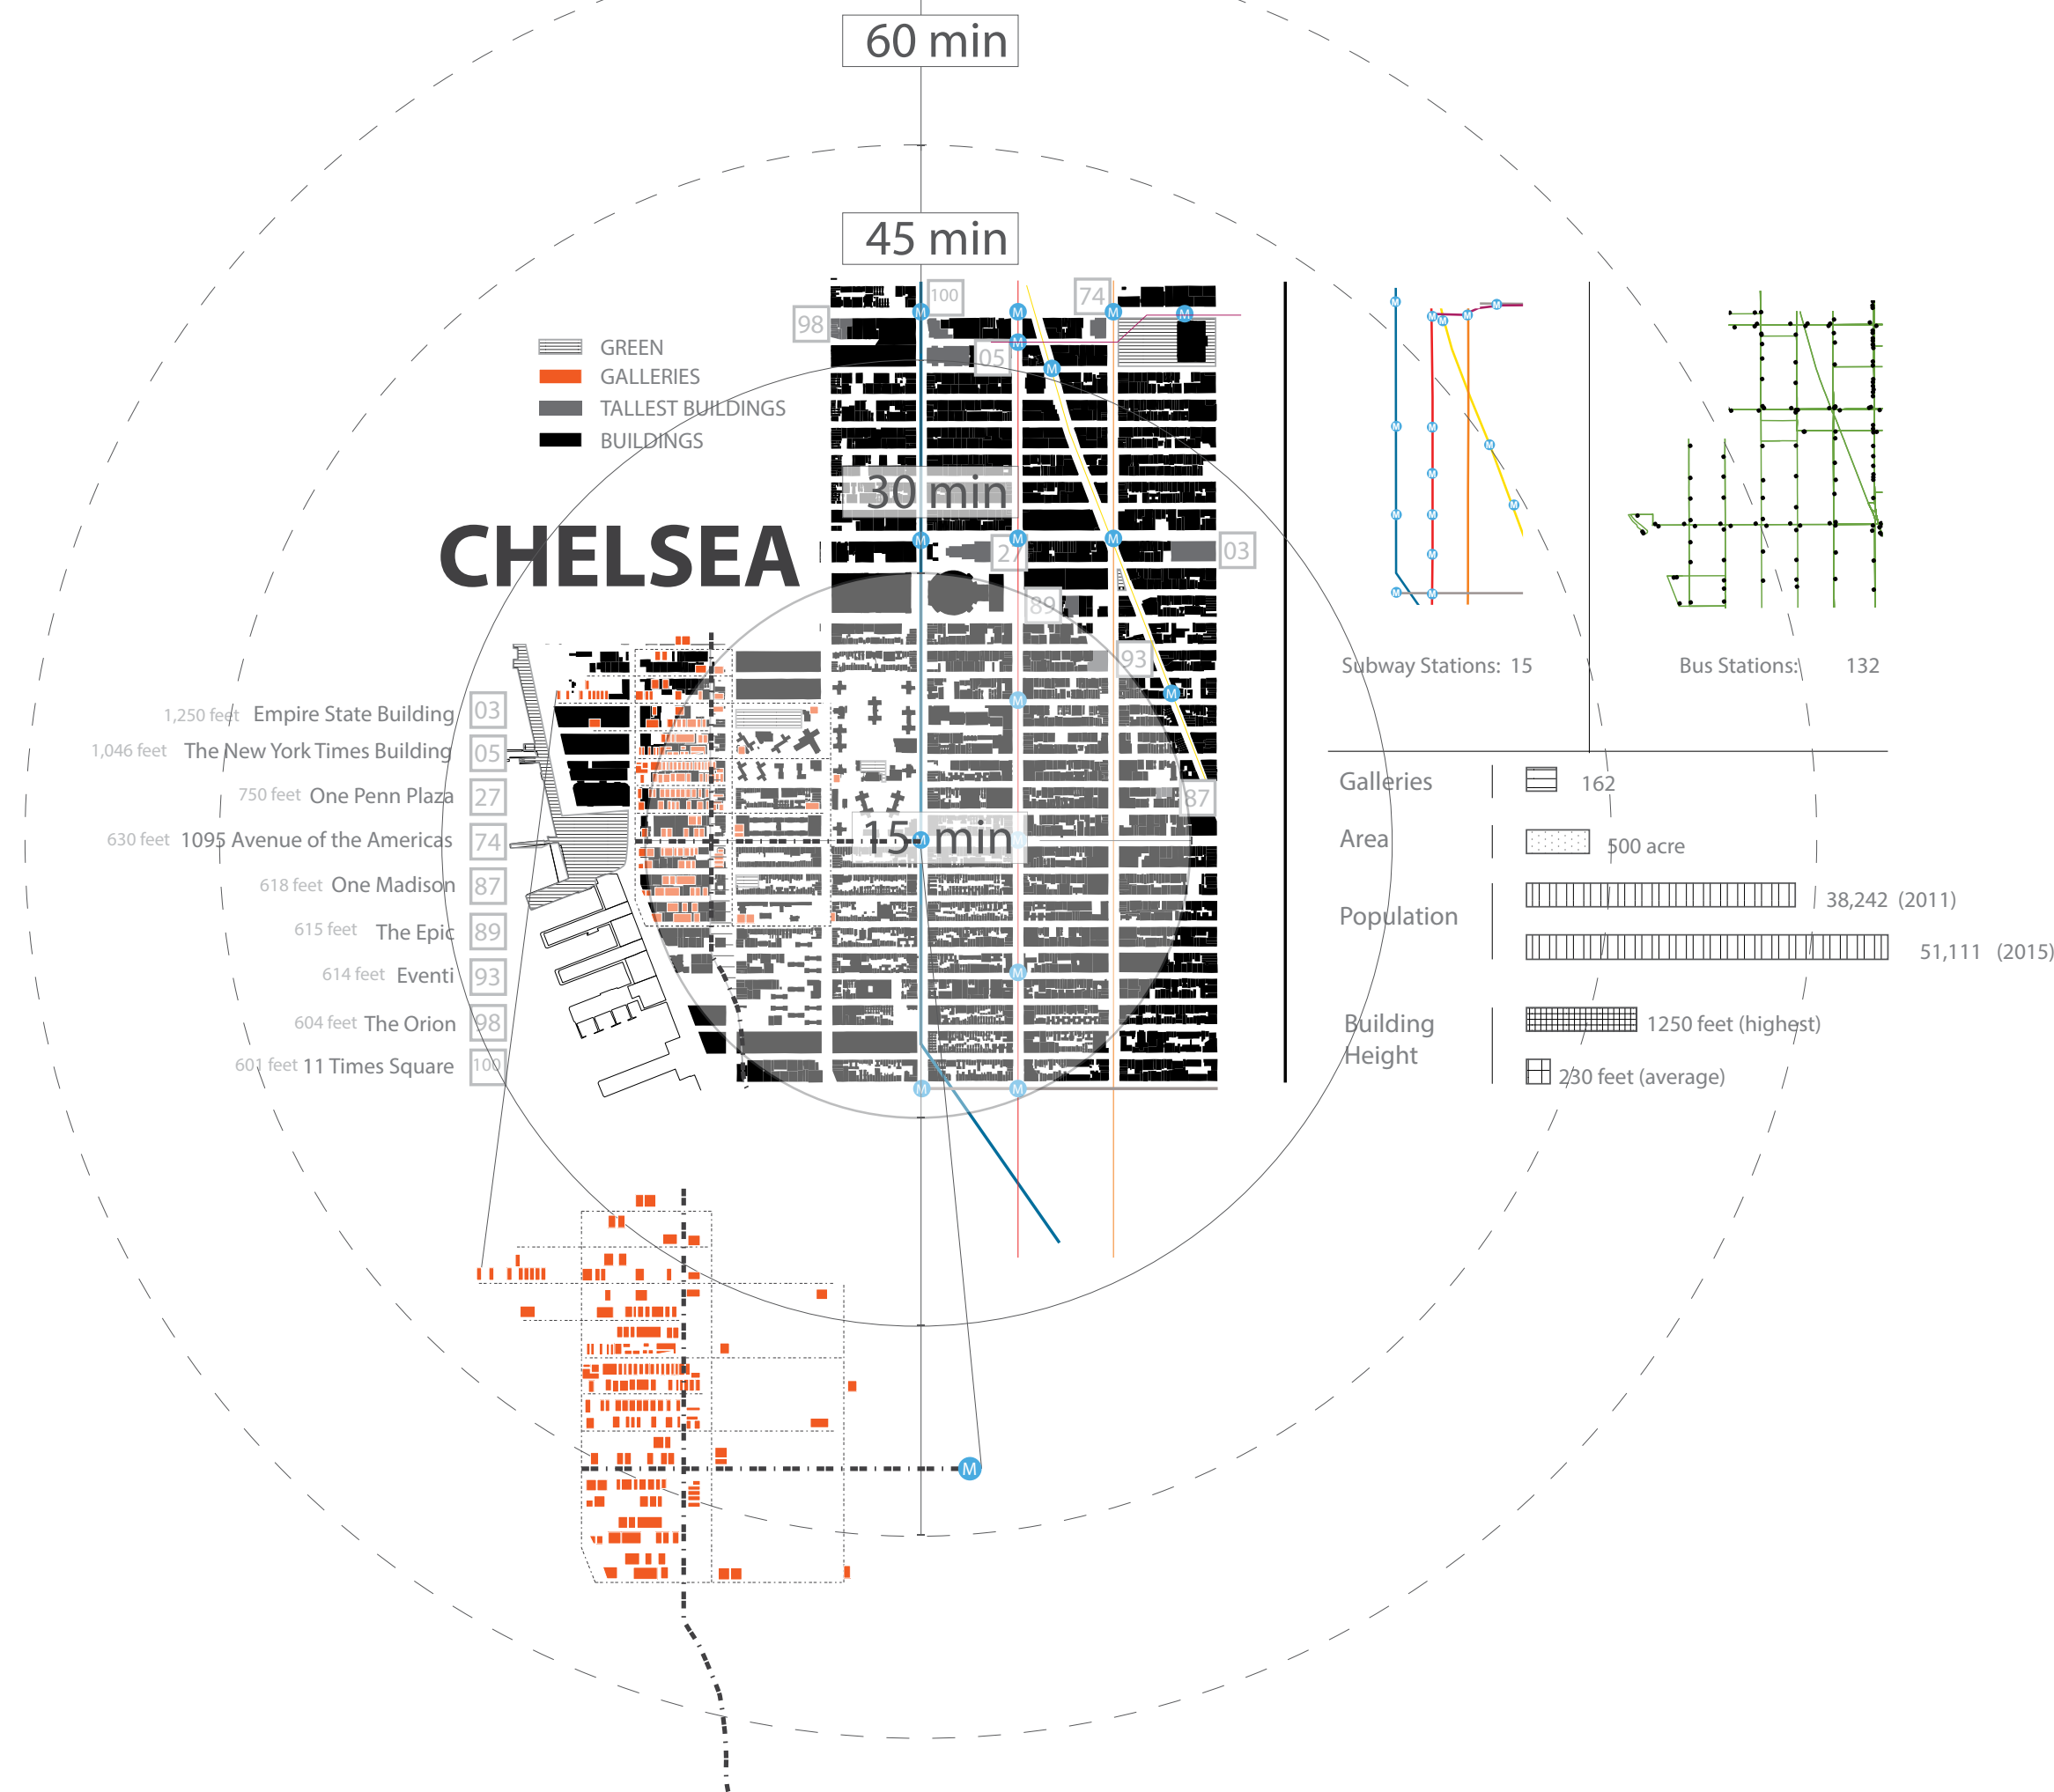 60 min
45 min
100
74
98
05
GREEN
GALLERIES
TALLEST BUILDINGS
BUILDINGS
30 min
CHELSEA
27
03
89
93
87
15 min
1,250 feet Empire State Building 03
1,046 feet The New York Times Building 05
750 feet One Penn Plaza 27
630 feet 1095 Avenue of the Americas 74
618 feet One Madison 87
615 feet The Epic 89
614 feet Eventi 93
604 feet The Orion 98
601 feet 11 Times Square 100
Subway Stations: 15
Bus Stations: 132
Galleries 162
Area 500 acre
Population 38,242 (2011)
51,111 (2015)
Building Height
1250 feet (highest)
230 feet (average)
M